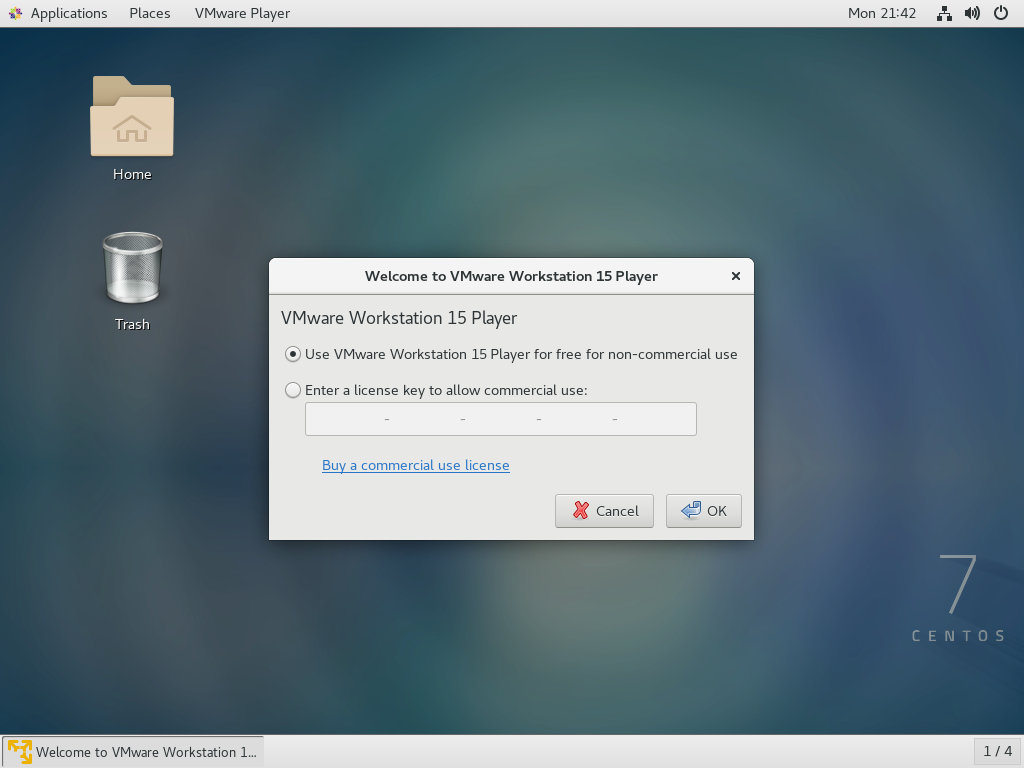 Applications Places VMware Player Mon 21:42
Home
Trash
Welcome to VMware Workstation 15 Player
VMware Workstation 15 Player
Use VMware Workstation 15 Player for free for non-commercial use
Enter a license key to allow commercial use:
- - - -
Buy a commercial use license
Cancel OK
7
CENTOS
Welcome to VMware Workstation 1... 1 / 4